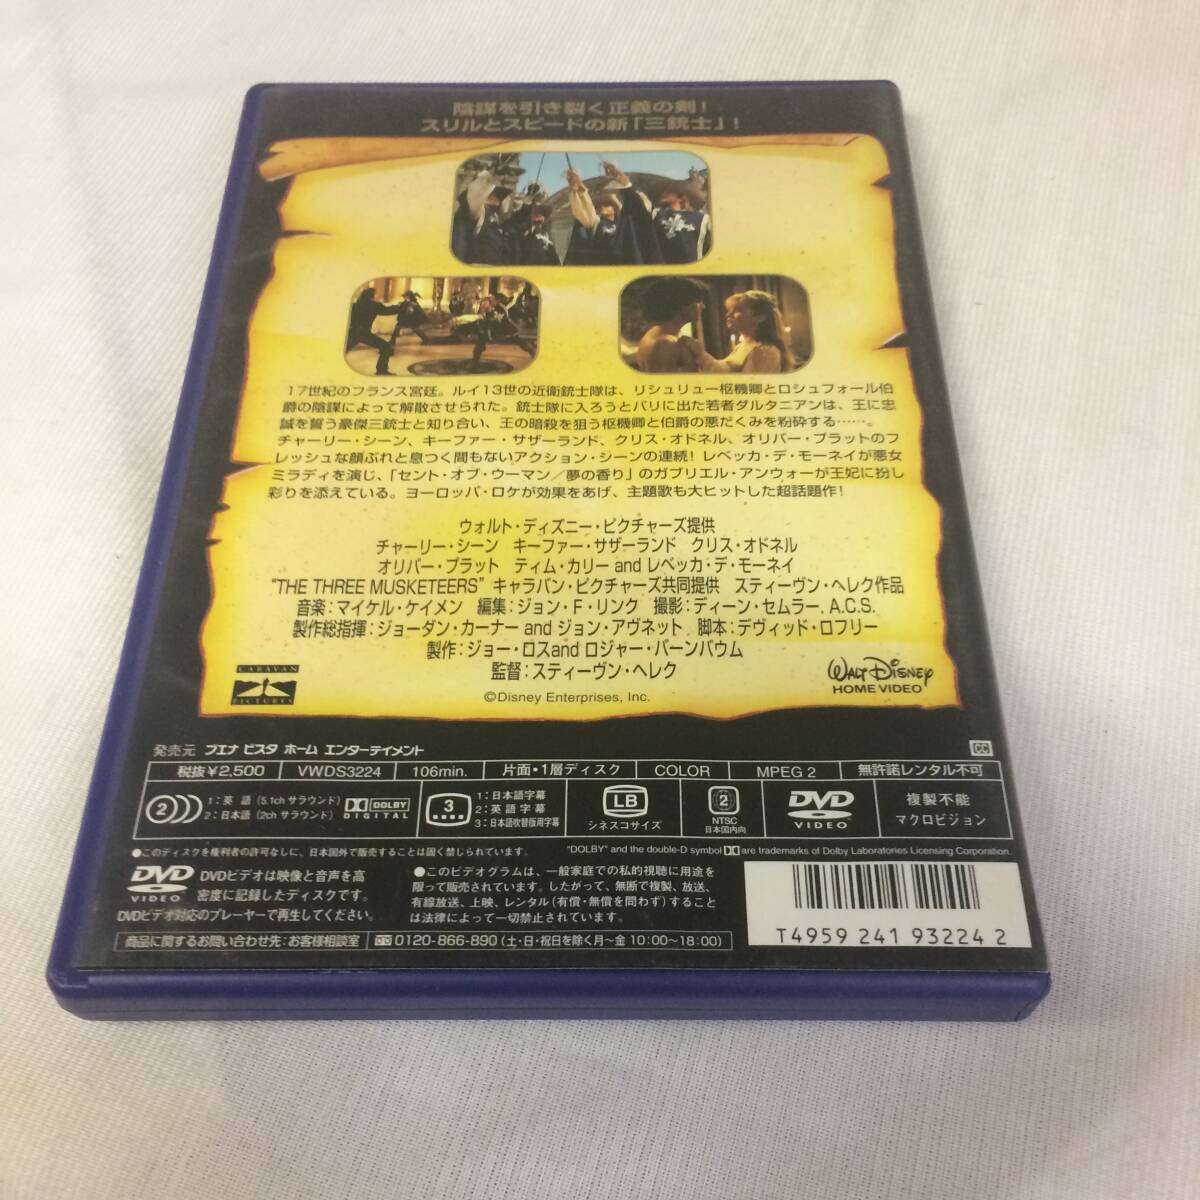 陰謀を引き裂く正義の剣!
スリルとスピードの新「三銃士」!
17世紀のフランス宮廷。ルイ13世の近衛銃士隊は、リシュリュー枢機卿とロシュフォール伯
爵の陰謀によって解散させられた。銃士隊に入ろうとパリに出た若者ダルタニアンは、王に忠
誠を誓う豪傑三銃士と知り合い、王の暗殺を狙う枢機卿と伯爵の悪だくみを粉砕する……。
チャーリー・シーン、キーファー・サザーランド、クリス・オドネル、オリバー・プラットのフ
レッシュな顔ぶれと息つく間もないアクション・シーンの連続! レベッカ・デ・モーネイが悪女
ミラディを演じ、「セント・オブ・ウーマン/夢の香り」のガブリエル・アンウォーが王妃に扮し
彩りを添えている。ヨーロッパ・ロケが効果をあげ、主題歌も大ヒットした超話題作!
ウォルト・ディズニー・ピクチャーズ提供
チャーリー・シーン キーファー・サザーランド クリス・オドネル
オリバー・プラット ティム・カリー and レベッカ・デ・モーネイ
"THE THREE MUSKETEERS" キャラバン・ピクチャーズ共同提供 スティーヴン・ヘレク作品
音楽:マイケル・ケイメン 編集:ジョン・F・リンク 撮影:ディーン・セムラー, A.C.S.
製作総指揮:ジョーダン・カーナー and ジョン・アヴネット 脚本:デヴィッド・ロフリー
製作:ジョー・ロスand ロジャー・バーンバウム
監督:スティーヴン・ヘレク
CARAVAN
PICTURES
©Disney Enterprises, Inc.
WALT DISNEY
HOME VIDEO
発売元 ブエナ ビスタ ホーム エンターテイメント
CC
税抜¥2,500 VWDS3224 106min. 片面・1層ディスク COLOR MPEG 2 無許諾レンタル不可
2 1:英 語 (5.1ch サラウンド)
2:日本語 (2ch サラウンド)
DOLBY
DIGITAL
3 1:日本語字幕
2:英語字幕
3:日本語吹替版用字幕
LB
シネスコサイズ
2
NTSC
日本国内向
DVD
VIDEO
複製不能
マクロビジョン
●このディスクを権利者の許可なしに、日本国外で販売することは固く禁じられています。
"DOLBY" and the double-D symbol are trademarks of Dolby Laboratories Licensing Corporation.
DVD
VIDEO
DVDビデオは映像と音声を高
密度に記録したディスクです。
DVDビデオ対応のプレーヤーで再生してください。
●このビデオグラムは、一般家庭での私的視聴に用途を
限って販売されています。したがって、無断で複製、放送、
有線放送、上映、レンタル(有償・無償を問わず)すること
は法律によって一切禁止されています。
商品に関するお問い合わせ先:お客様相談室 0120-866-890 (土・日・祝日を除く月〜金 10:00〜18:00)
T4959 241 93224 2